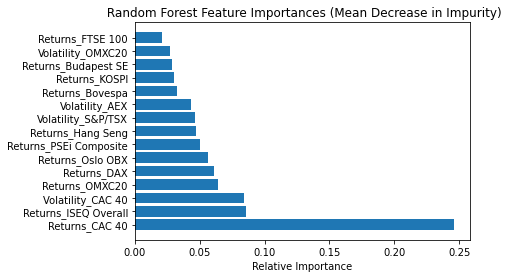 Random Forest Feature Importances (Mean Decrease in Impurity)
Returns_FTSE 100
Volatility_OMXC20
Returns_Budapest SE
Returns_KOSPI
Returns_Bovespa
Volatility_AEX
Volatility_S&P/TSX
Returns_Hang Seng
Returns_PSEi Composite
Returns_Oslo OBX
Returns_DAX
Returns_OMXC20
Volatility_CAC 40
Returns_ISEQ Overall
Returns_CAC 40
0.00 0.05 0.10 0.15 0.20 0.25
Relative Importance